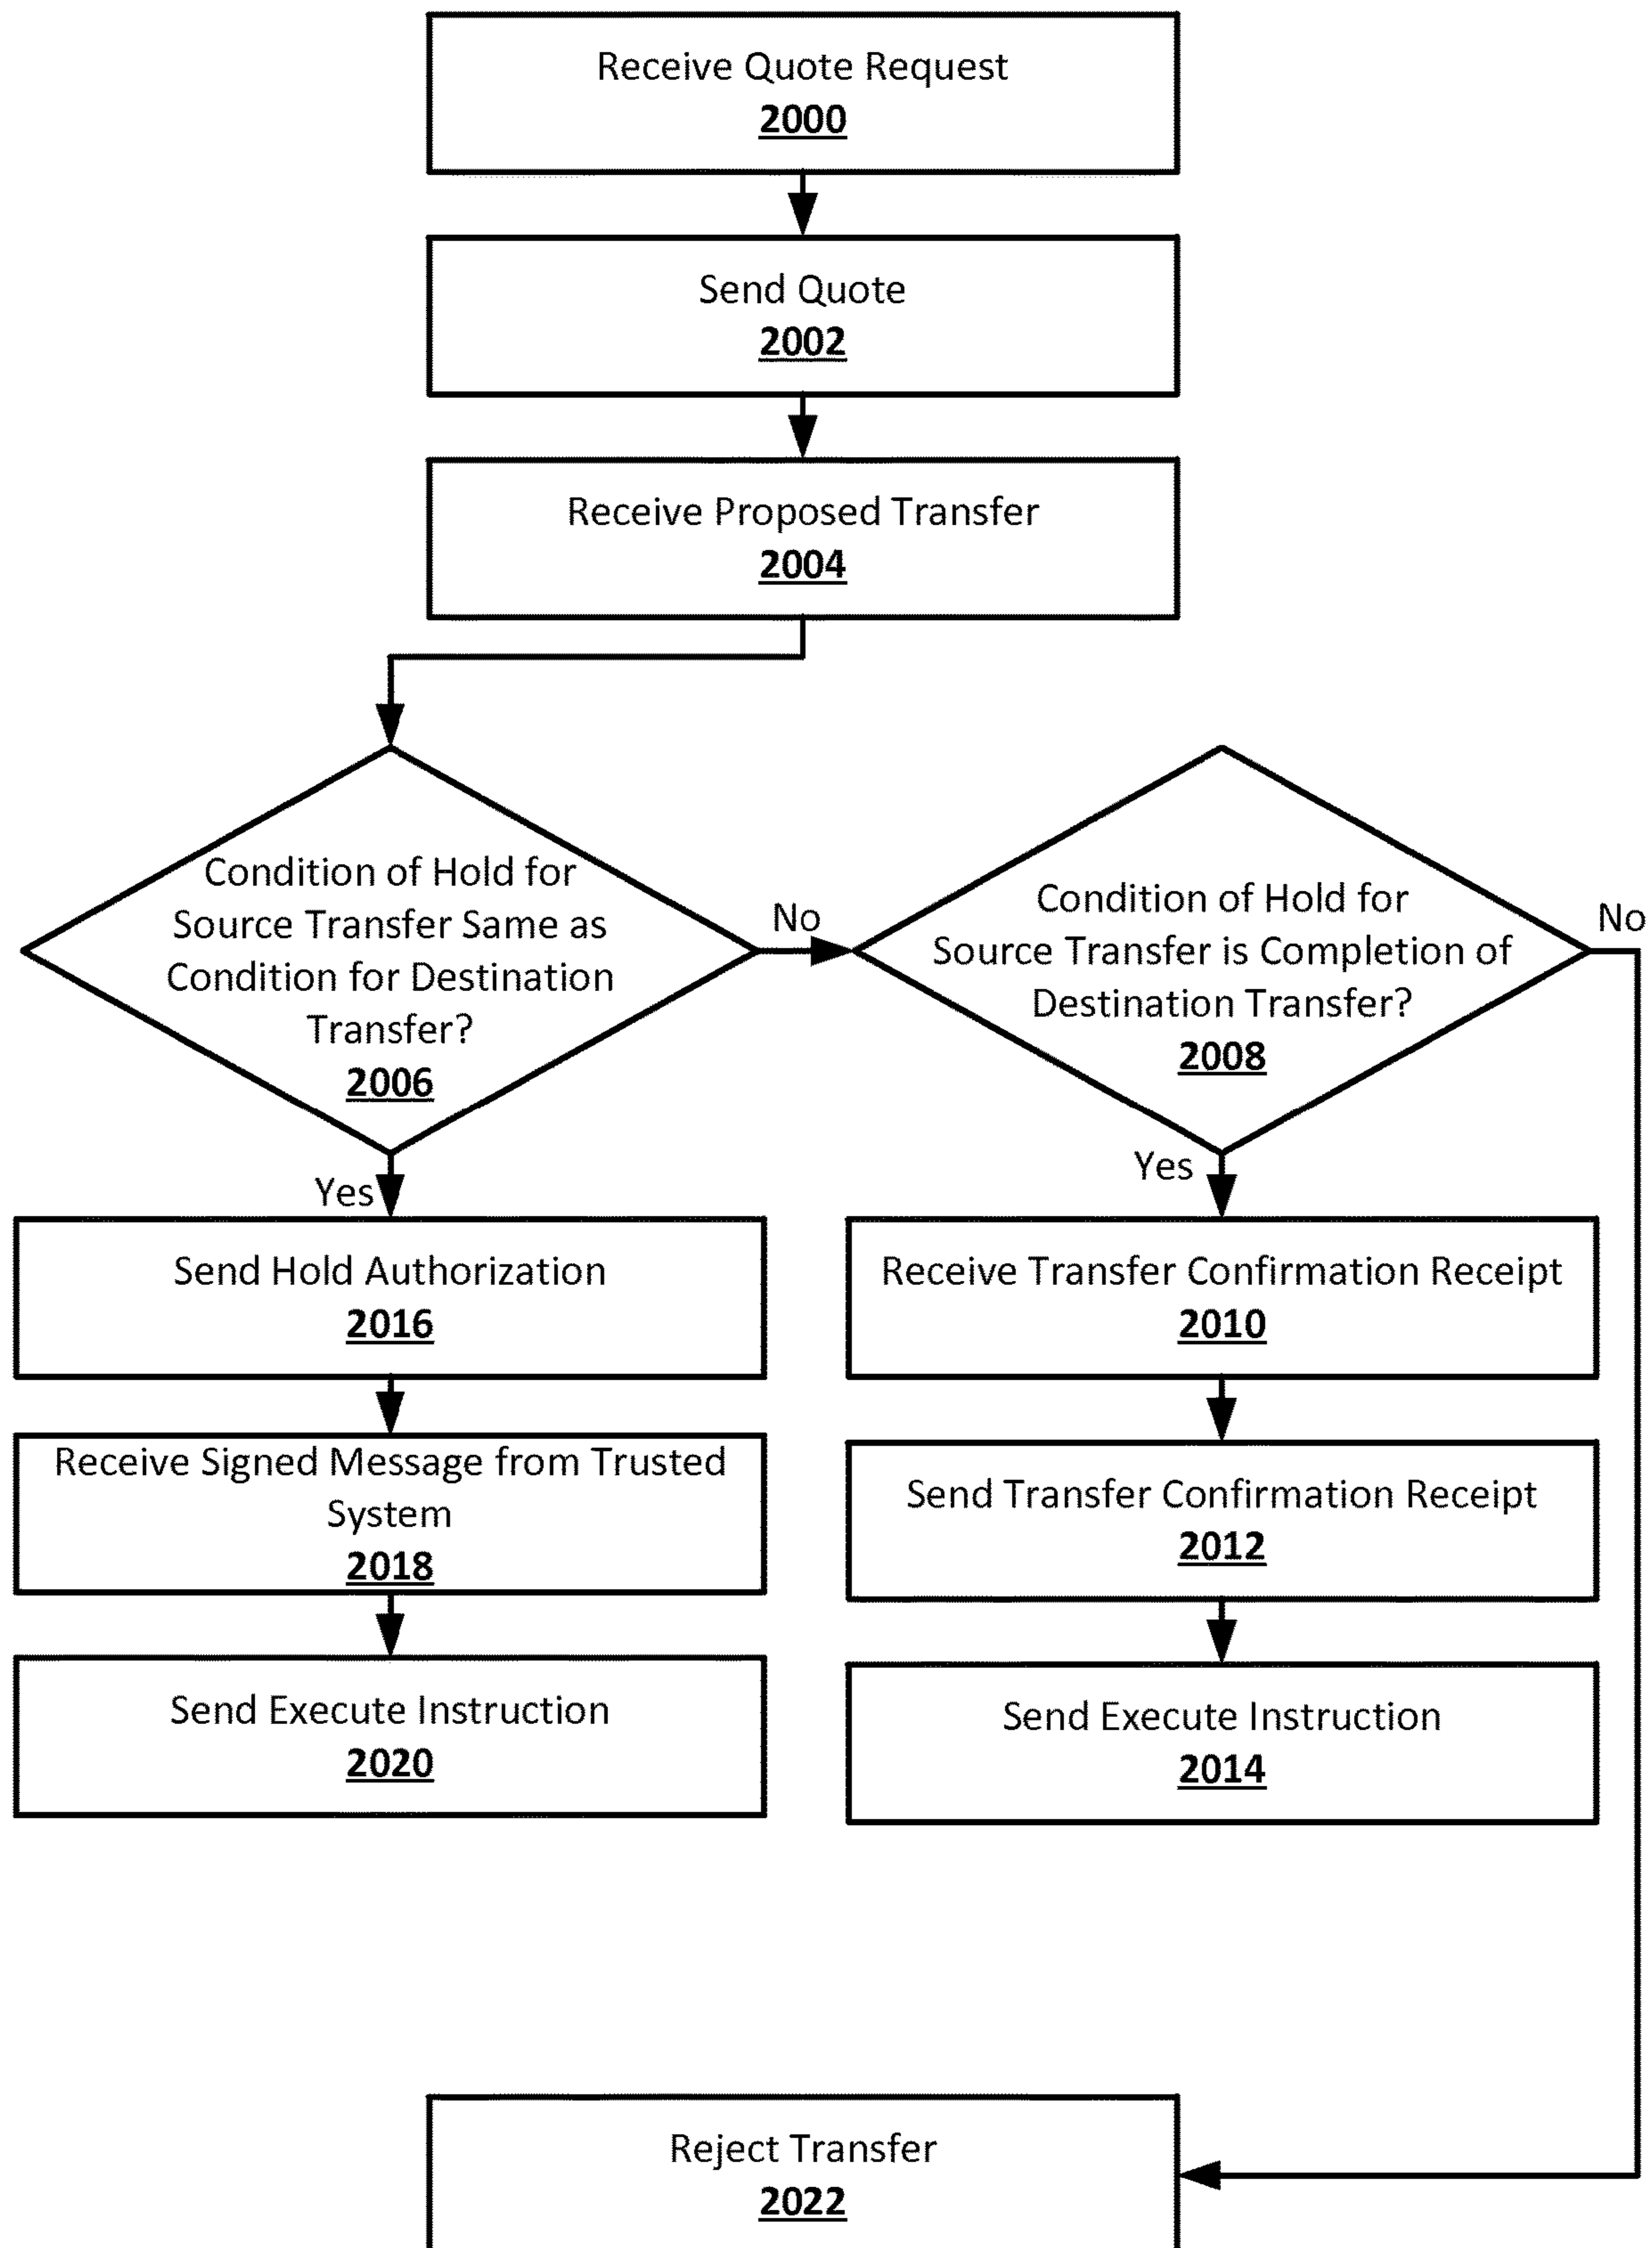 Receive Quote Request
2000
Send Quote
2002
Receive Proposed Transfer
2004
Condition of Hold for
Source Transfer Same as
Condition for Destination
Transfer?
2006
No
Condition of Hold for
Source Transfer is Completion of
Destination Transfer?
2008
No
Yes
Yes
Send Hold Authorization
2016
Receive Transfer Confirmation Receipt
2010
Receive Signed Message from Trusted
System
2018
Send Transfer Confirmation Receipt
2012
Send Execute Instruction
2020
Send Execute Instruction
2014
Reject Transfer
2022